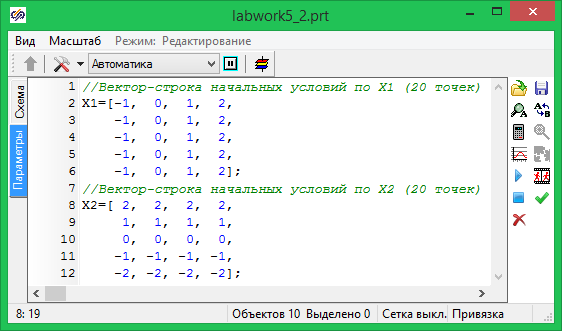 labwork5_2.prt
Вид Масштаб Режим: Редактирование
Автоматика
Схема
Параметры
1 //Вектор-строка начальных условий по X1 (20 точек)
2 X1=[-1, 0, 1, 2,
3 -1, 0, 1, 2,
4 -1, 0, 1, 2,
5 -1, 0, 1, 2,
6 -1, 0, 1, 2];
7 //Вектор-строка начальных условий по X2 (20 точек)
8 X2=[ 2, 2, 2, 2,
9 1, 1, 1, 1,
10 0, 0, 0, 0,
11 -1, -1, -1, -1,
12 -2, -2, -2, -2];
8: 19 Объектов 10 Выделено 0 Сетка выкл. Привязка